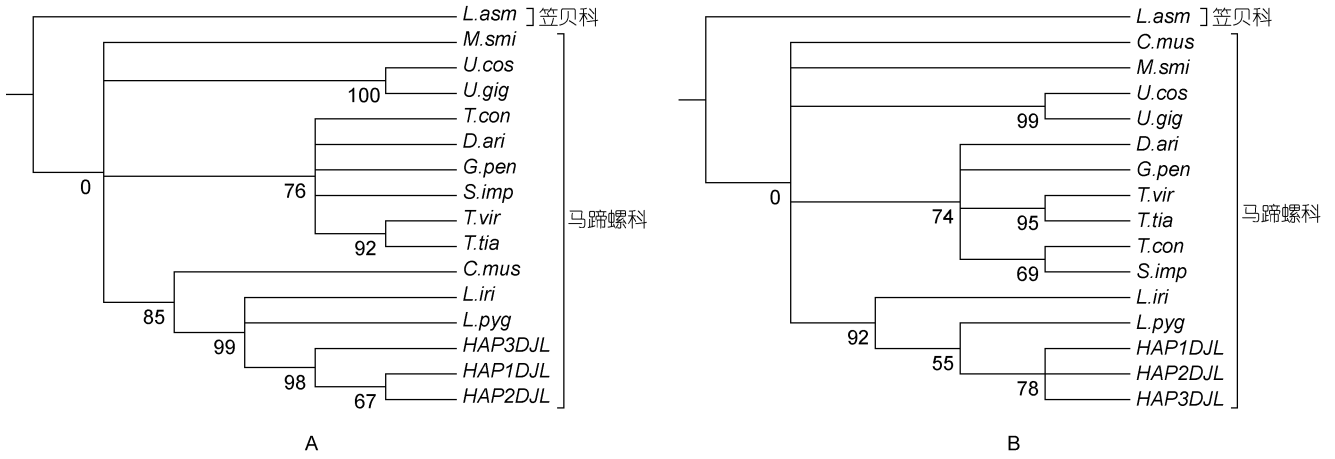 L.asm
笠贝科
M.smi
U.cos
100
U.gig
T.con
D.ari
G.pen
0
76
S.imp
马蹄螺科
T.vir
92
T.tia
C.mus
85
L.iri
L.pyg
99
HAP3DJL
98
HAP1DJL
67
HAP2DJL
A
L.asm
笠贝科
C.mus
M.smi
U.cos
99
U.gig
D.ari
G.pen
0
T.vir
74
95
T.tia
马蹄螺科
T.con
69
S.imp
L.iri
92
L.pyg
55
HAP1DJL
HAP2DJL
78
HAP3DJL
B